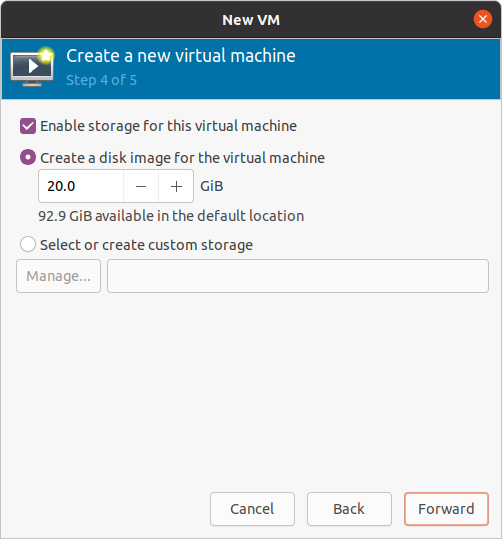 New VM
Create a new virtual machine
Step 4 of 5
Enable storage for this virtual machine
Create a disk image for the virtual machine
20.0 − + GiB
92.9 GiB available in the default location
Select or create custom storage
Manage...
Cancel Back Forward